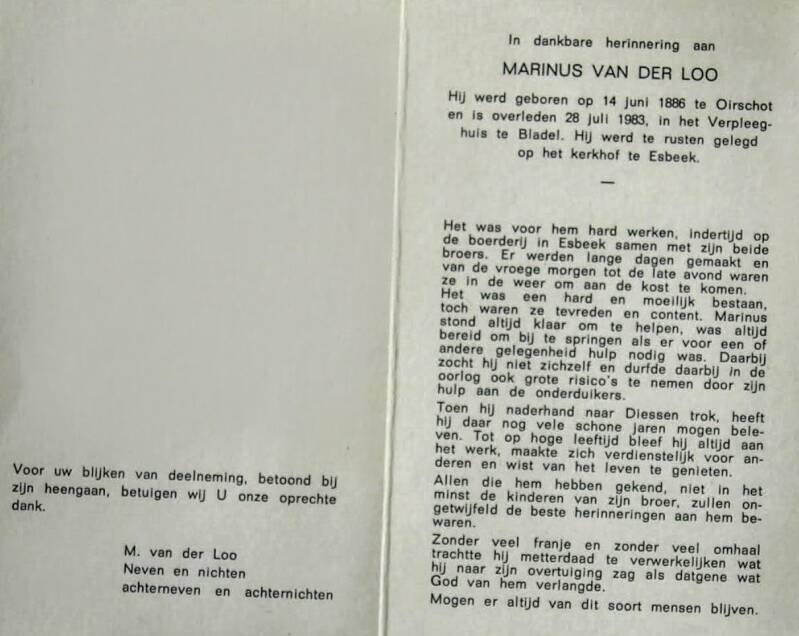 Voor uw blijken van deelneming, betoond bij
zijn heengaan, betuigen wij U onze oprechte
dank.
M. van der Loo
Neven en nichten
achterneven en achternichten
In dankbare herinnering aan
MARINUS VAN DER LOO
Hij werd geboren op 14 juni 1886 te Oirschot
en is overleden 28 juli 1983, in het Verpleeg-
huis te Bladel. Hij werd te rusten gelegd
op het kerkhof te Esbeek.
—
Het was voor hem hard werken, indertijd op
de boerderij in Esbeek samen met zijn beide
broers. Er werden lange dagen gemaakt en
van de vroege morgen tot de late avond waren
ze in de weer om aan de kost te komen.
Het was een hard en moeilijk bestaan,
toch waren ze tevreden en content. Marinus
stond altijd klaar om te helpen, was altijd
bereid om bij te springen als er voor een of
andere gelegenheid hulp nodig was. Daarbij
zocht hij niet zichzelf en durfde daarbij in de
oorlog ook grote risico's te nemen door zijn
hulp aan de onderduikers.
Toen hij naderhand naar Diessen trok, heeft
hij daar nog vele schone jaren mogen bele-
ven. Tot op hoge leeftijd bleef hij altijd aan
het werk, maakte zich verdienstelijk voor an-
deren en wist van het leven te genieten.
Allen die hem hebben gekend, niet in het
minst de kinderen van zijn broer, zullen on-
getwijfeld de beste herinneringen aan hem be-
waren.
Zonder veel franje en zonder veel omhaal
trachtte hij metterdaad te verwerkelijken wat
hij naar zijn overtuiging zag als datgene wat
God van hem verlangde.
Mogen er altijd van dit soort mensen blijven.